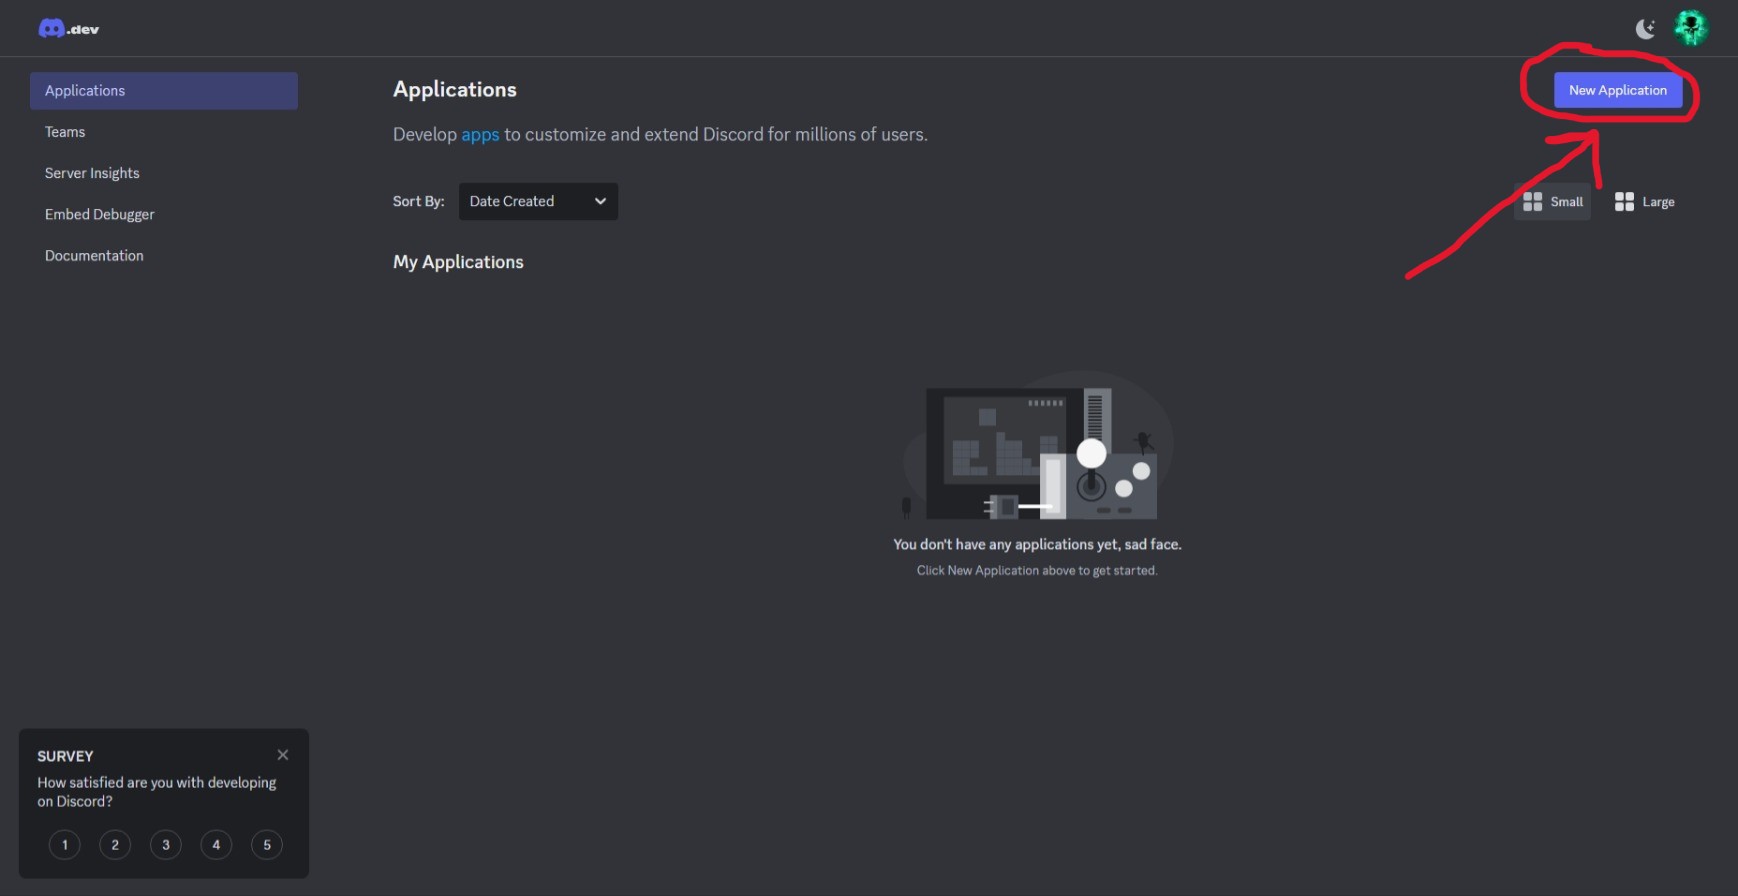 .dev
Applications
Teams
Server Insights
Embed Debugger
Documentation
Applications
New Application
Develop apps to customize and extend Discord for millions of users.
Sort By: Date Created
Small Large
My Applications
You don't have any applications yet, sad face.
Click New Application above to get started.
SURVEY
How satisfied are you with developing
on Discord?
1 2 3 4 5